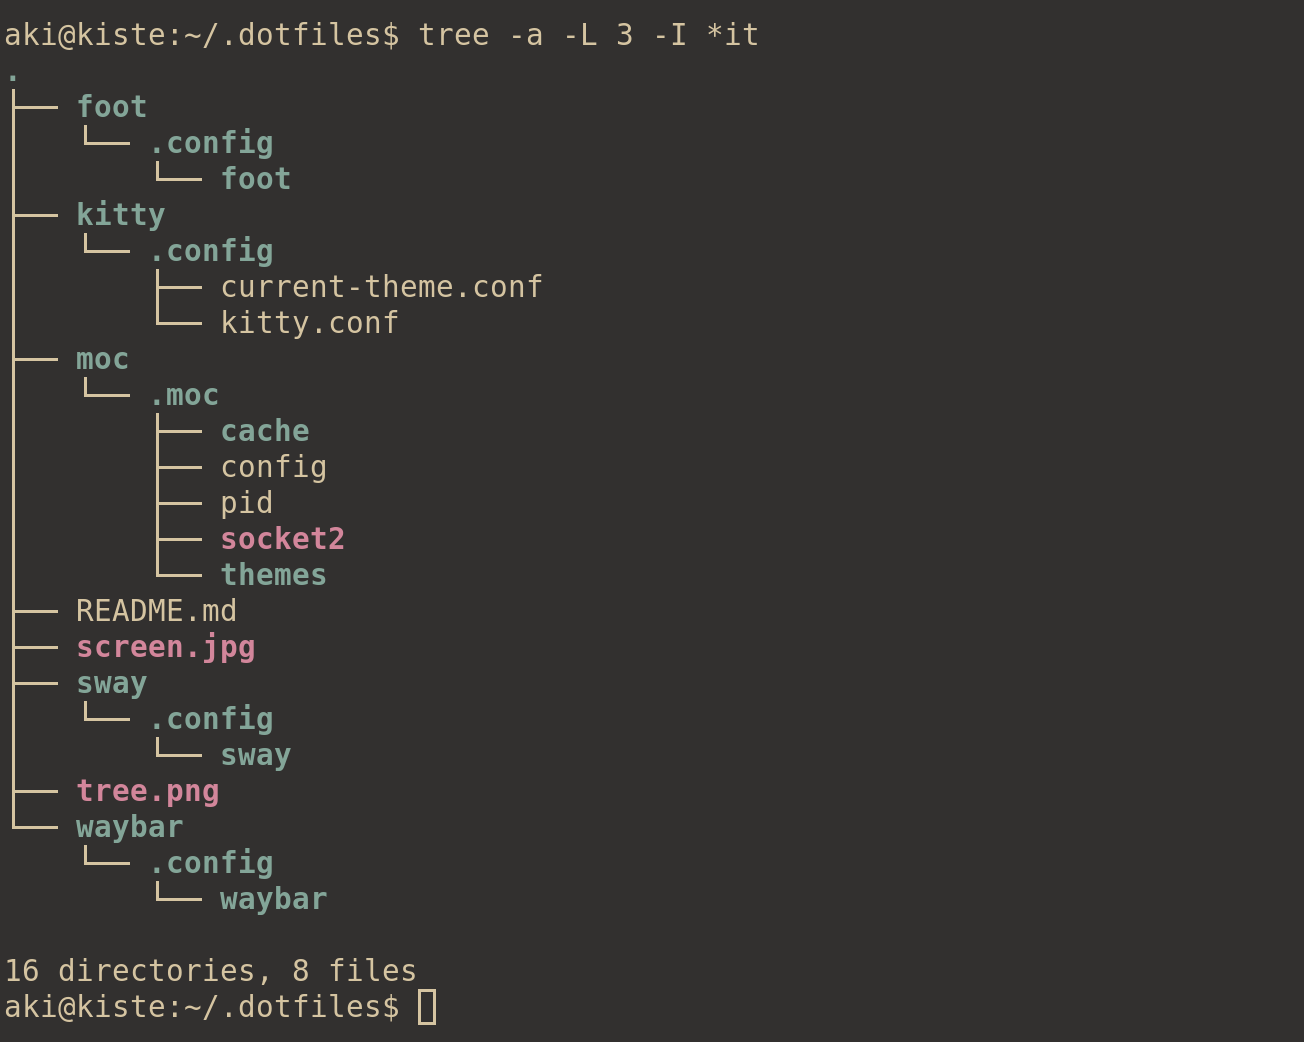 aki@kiste:~/.dotfiles$ tree -a -L 3 -I *it
.
├── foot
│   └── .config
│       └── foot
├── kitty
│   └── .config
│       ├── current-theme.conf
│       └── kitty.conf
├── moc
│   └── .moc
│       ├── cache
│       ├── config
│       ├── pid
│       ├── socket2
│       └── themes
├── README.md
├── screen.jpg
├── sway
│   └── .config
│       └── sway
├── tree.png
└── waybar
    └── .config
        └── waybar

16 directories, 8 files
aki@kiste:~/.dotfiles$